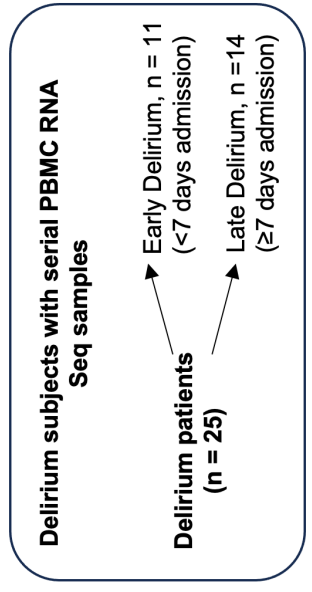 Delirium subjects with serial PBMC RNA
Seq samples
Delirium patients
(n = 25)
Early Delirium, n = 11
(<7 days admission)
Late Delirium, n =14
(≥7 days admission)